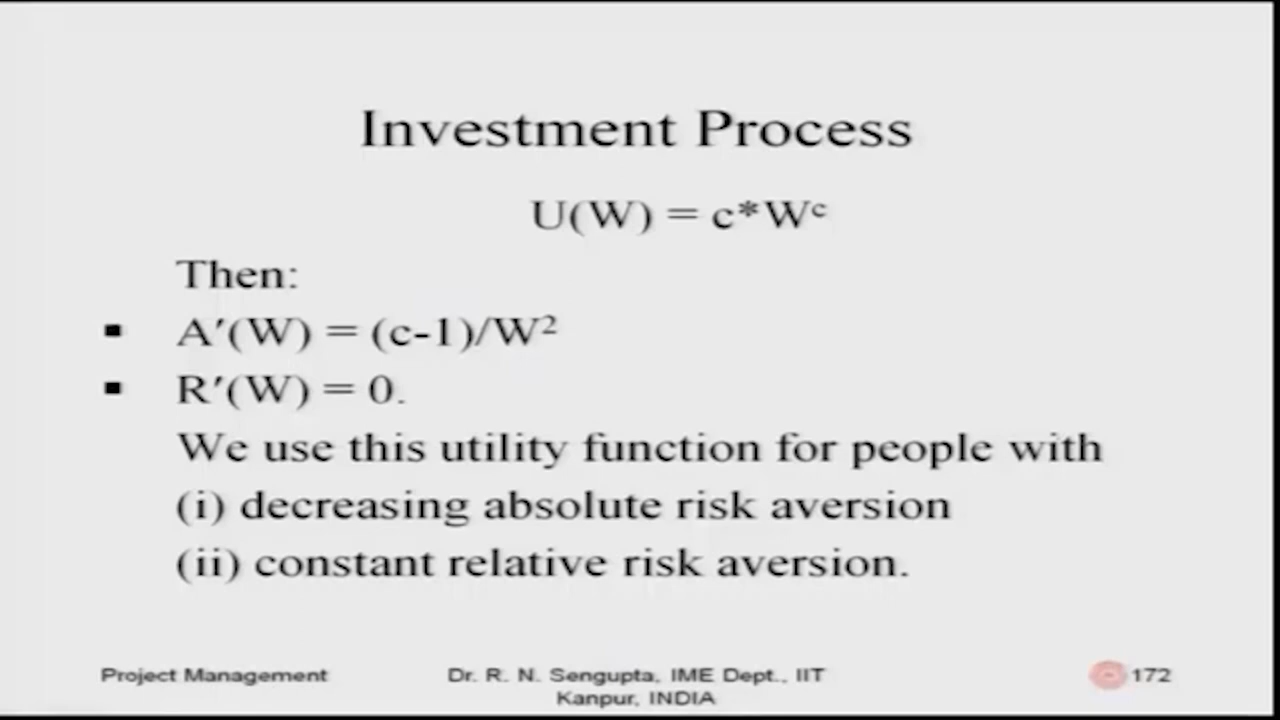 Investment Process
U(W) = c*Wᶜ
Then:
▪ A′(W) = (c-1)/W²
▪ R′(W) = 0.
We use this utility function for people with
(i) decreasing absolute risk aversion
(ii) constant relative risk aversion.
Project Management
Dr. R. N. Sengupta, IME Dept., IIT
Kanpur, INDIA
172